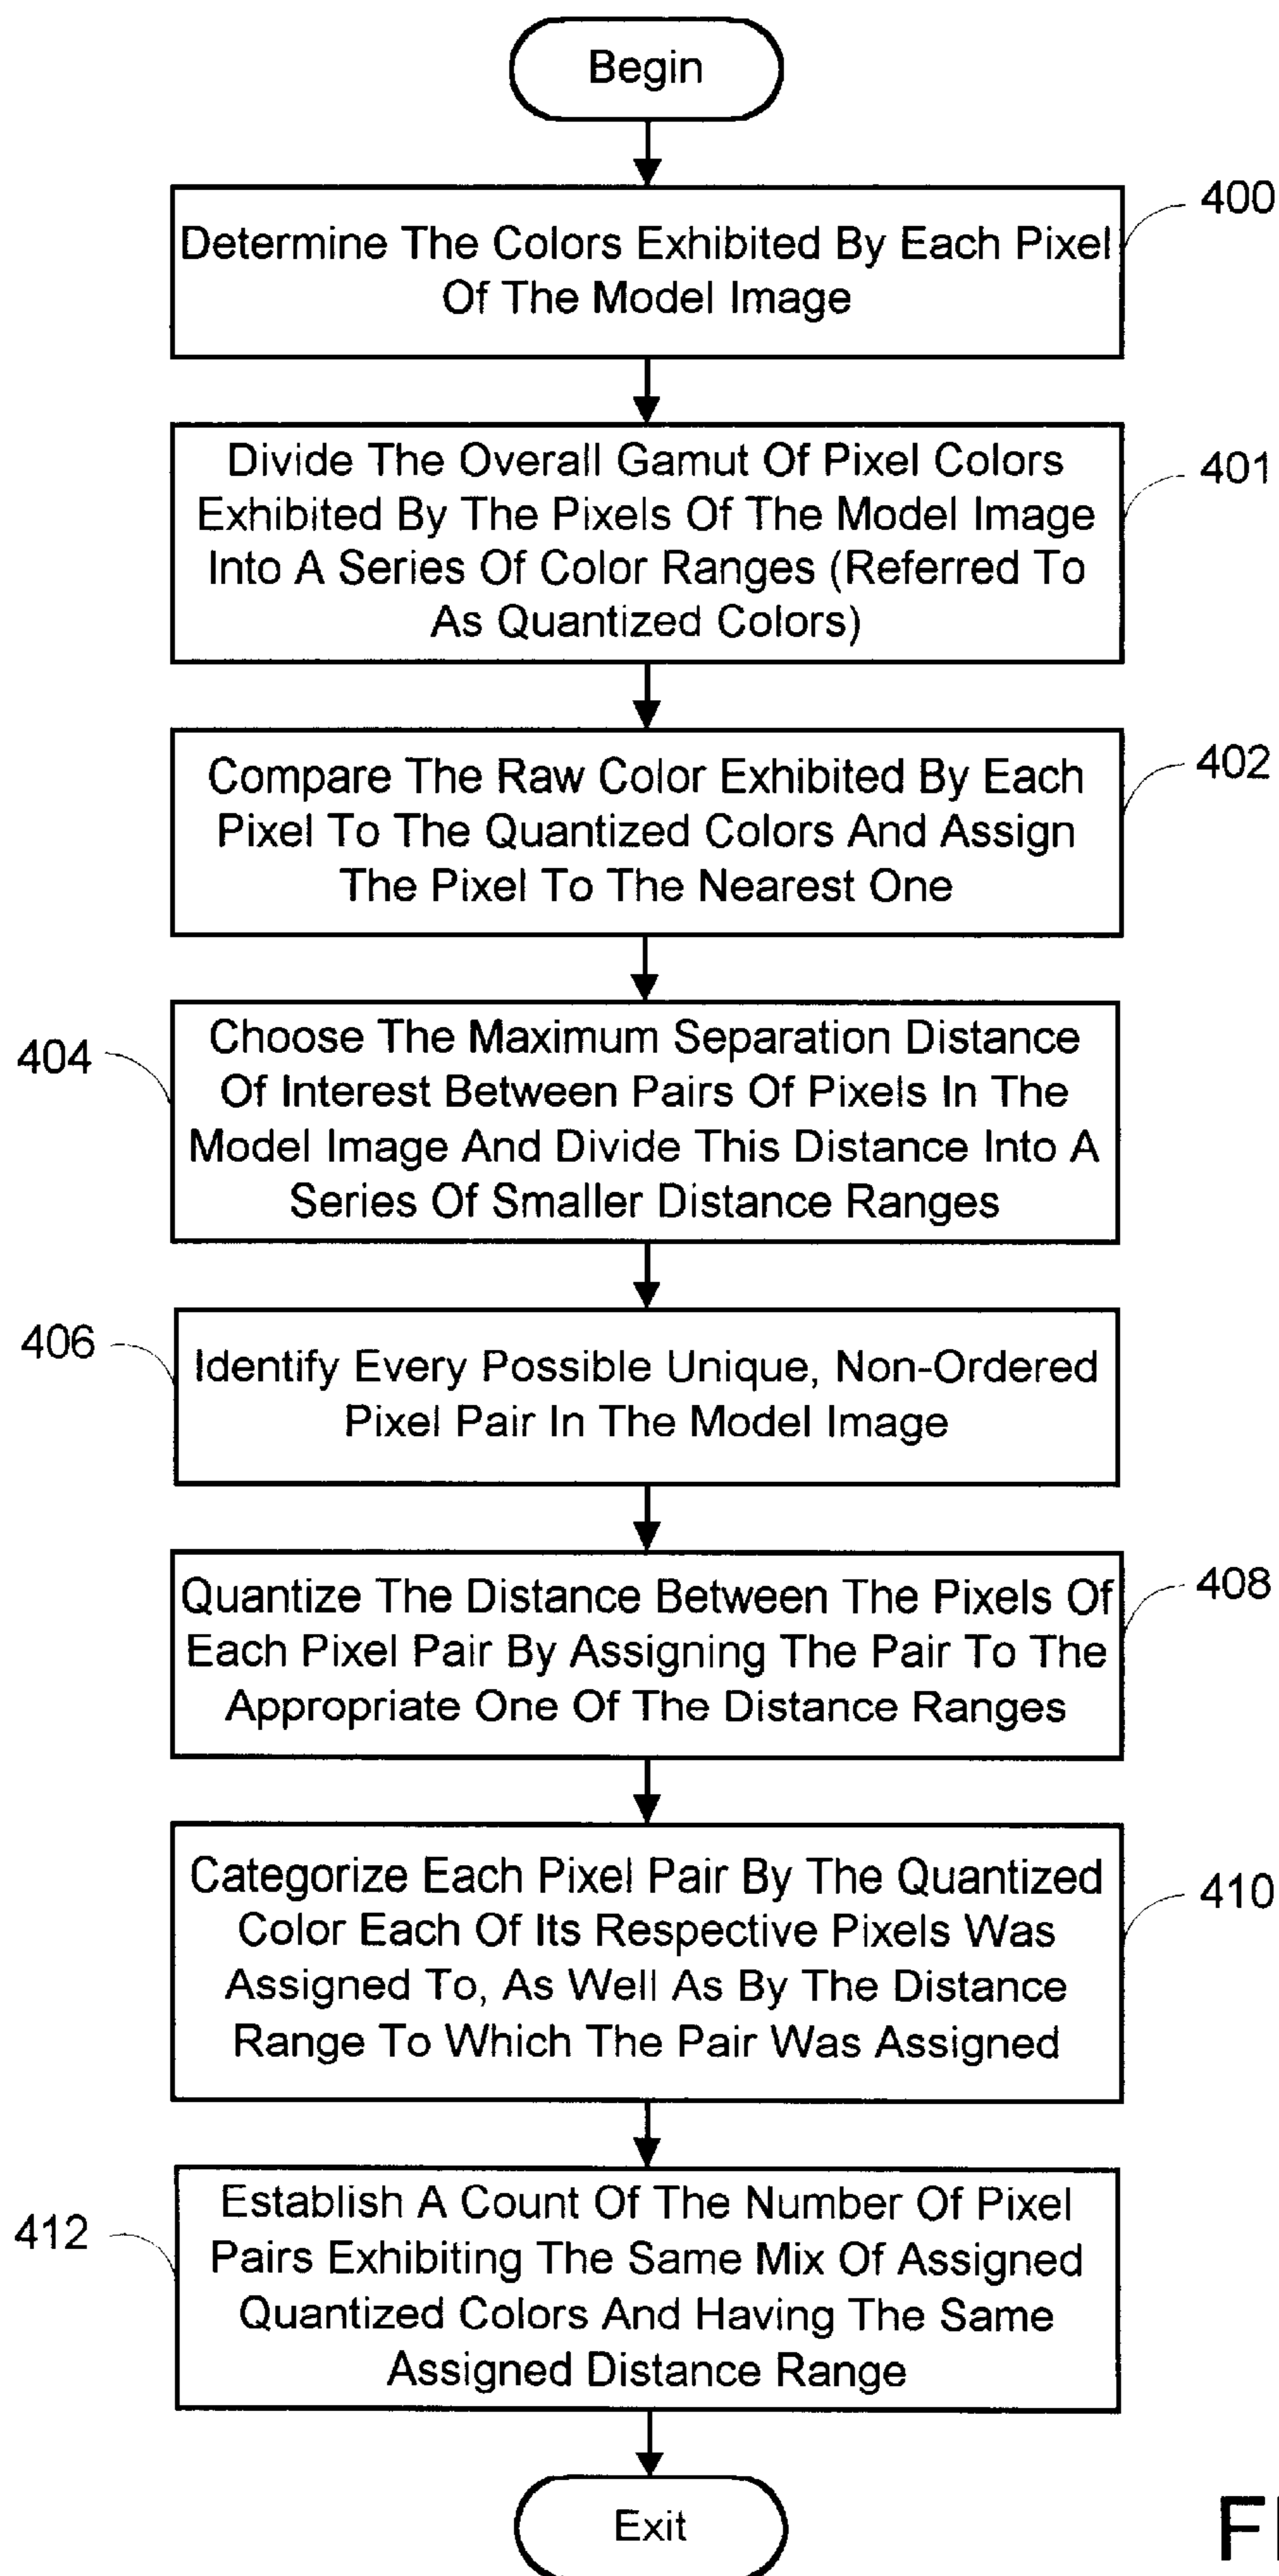 Begin
400
Determine The Colors Exhibited By Each Pixel
Of The Model Image
401
Divide The Overall Gamut Of Pixel Colors
Exhibited By The Pixels Of The Model Image
Into A Series Of Color Ranges (Referred To
As Quantized Colors)
402
Compare The Raw Color Exhibited By Each
Pixel To The Quantized Colors And Assign
The Pixel To The Nearest One
404
Choose The Maximum Separation Distance
Of Interest Between Pairs Of Pixels In The
Model Image And Divide This Distance Into A
Series Of Smaller Distance Ranges
406
Identify Every Possible Unique, Non-Ordered
Pixel Pair In The Model Image
408
Quantize The Distance Between The Pixels Of
Each Pixel Pair By Assigning The Pair To The
Appropriate One Of The Distance Ranges
410
Categorize Each Pixel Pair By The Quantized
Color Each Of Its Respective Pixels Was
Assigned To, As Well As By The Distance
Range To Which The Pair Was Assigned
412
Establish A Count Of The Number Of Pixel
Pairs Exhibiting The Same Mix Of Assigned
Quantized Colors And Having The Same
Assigned Distance Range
Exit